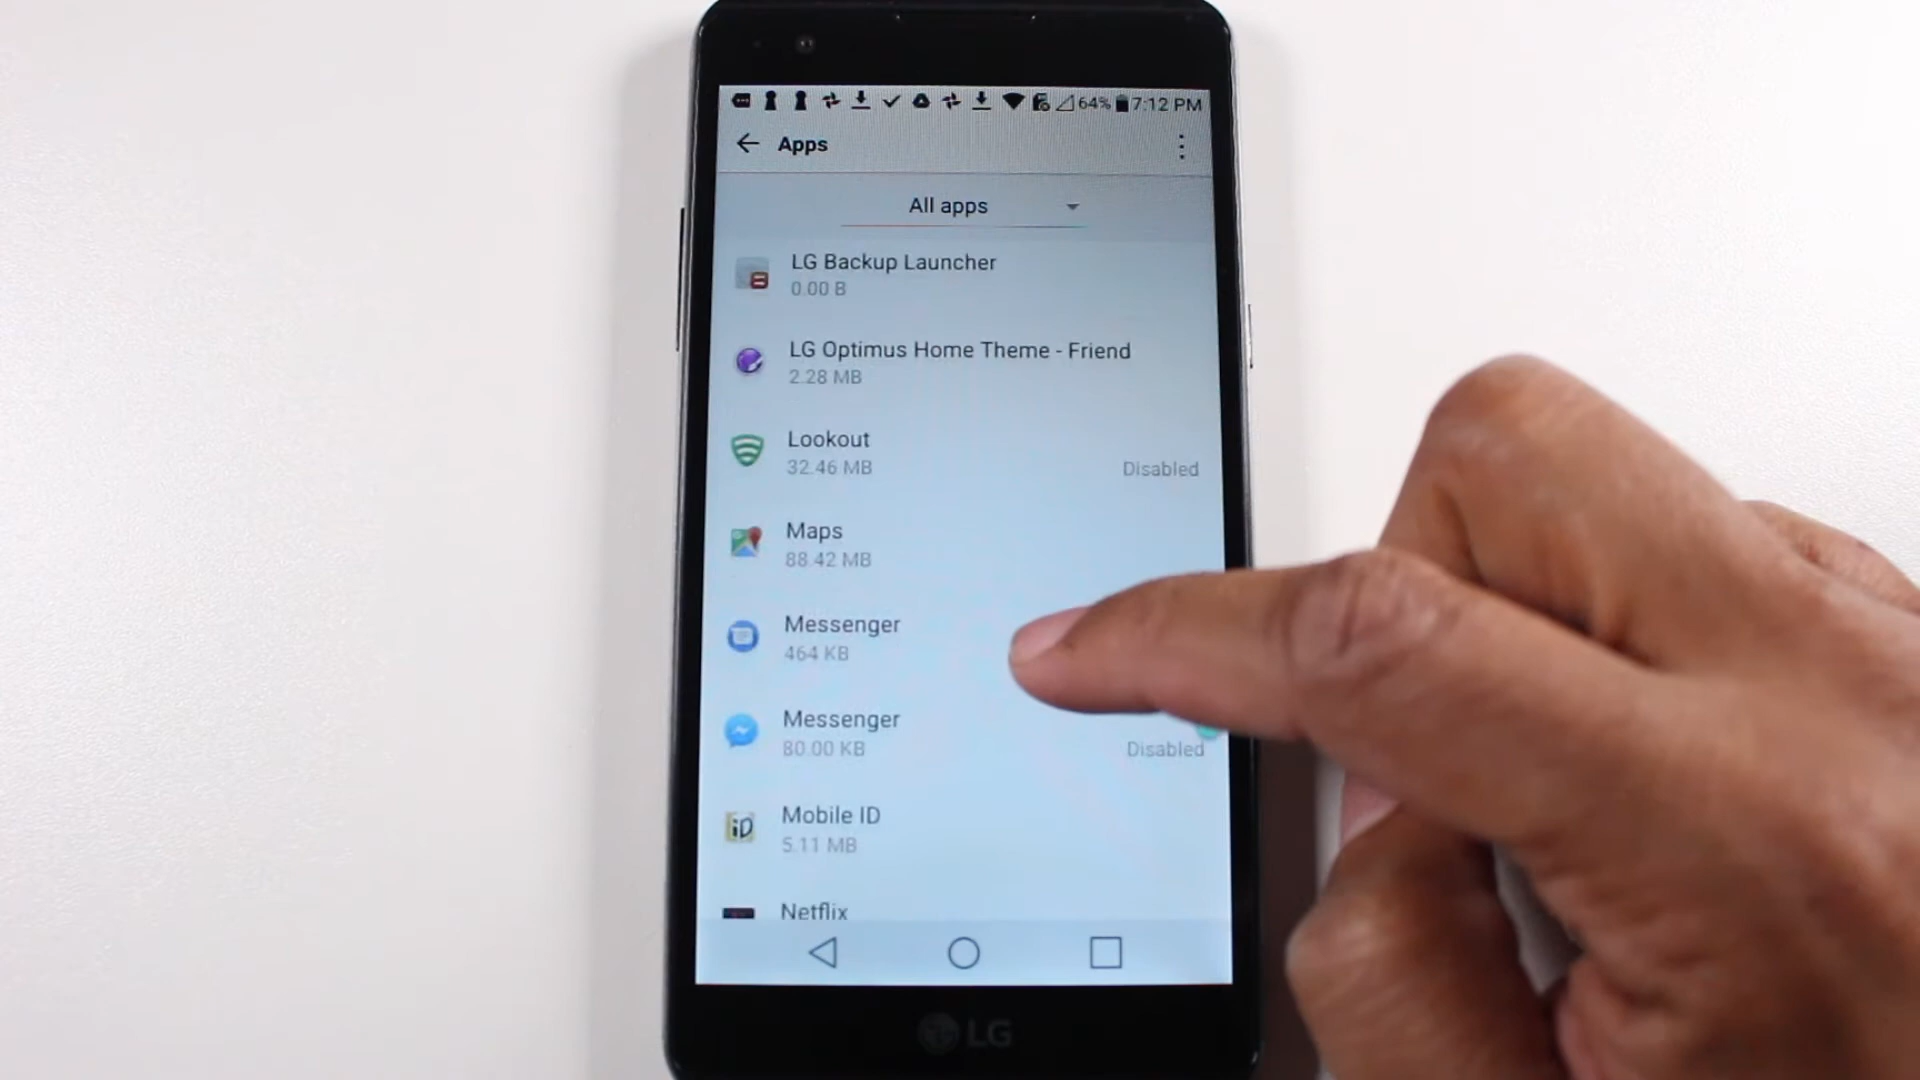 64% 7:12 PM
Apps
All apps
LG Backup Launcher
0.00 B
LG Optimus Home Theme - Friend
2.28 MB
Lookout
32.46 MB
Disabled
Maps
88.42 MB
Messenger
464 KB
Messenger
80.00 KB
Disabled
iD
Mobile ID
5.11 MB
Netflix
LG